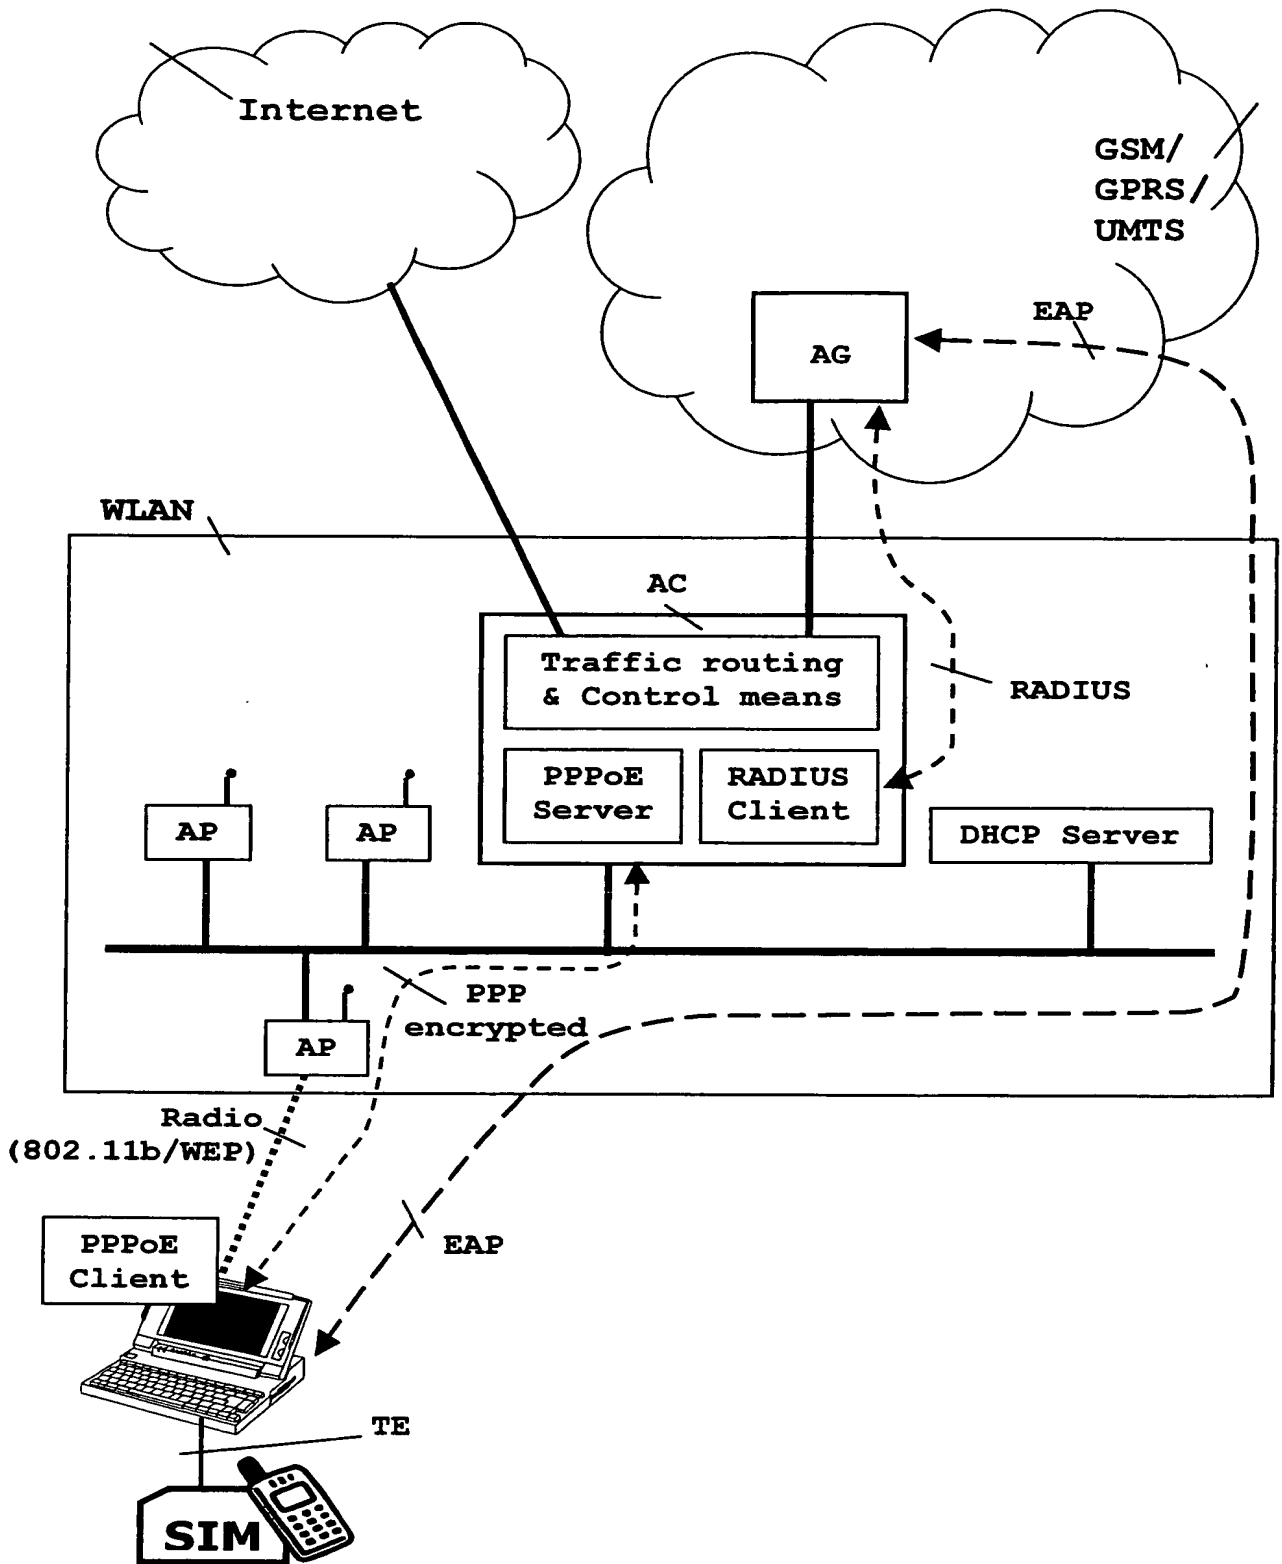 Internet
GSM/
GPRS/
UMTS
EAP
AG
WLAN
AC
Traffic routing
& Control means
RADIUS
PPPoE
Server
RADIUS
Client
AP
AP
DHCP Server
PPP
encrypted
AP
Radio
(802.11b/WEP)
EAP
PPPoE
Client
TE
SIM